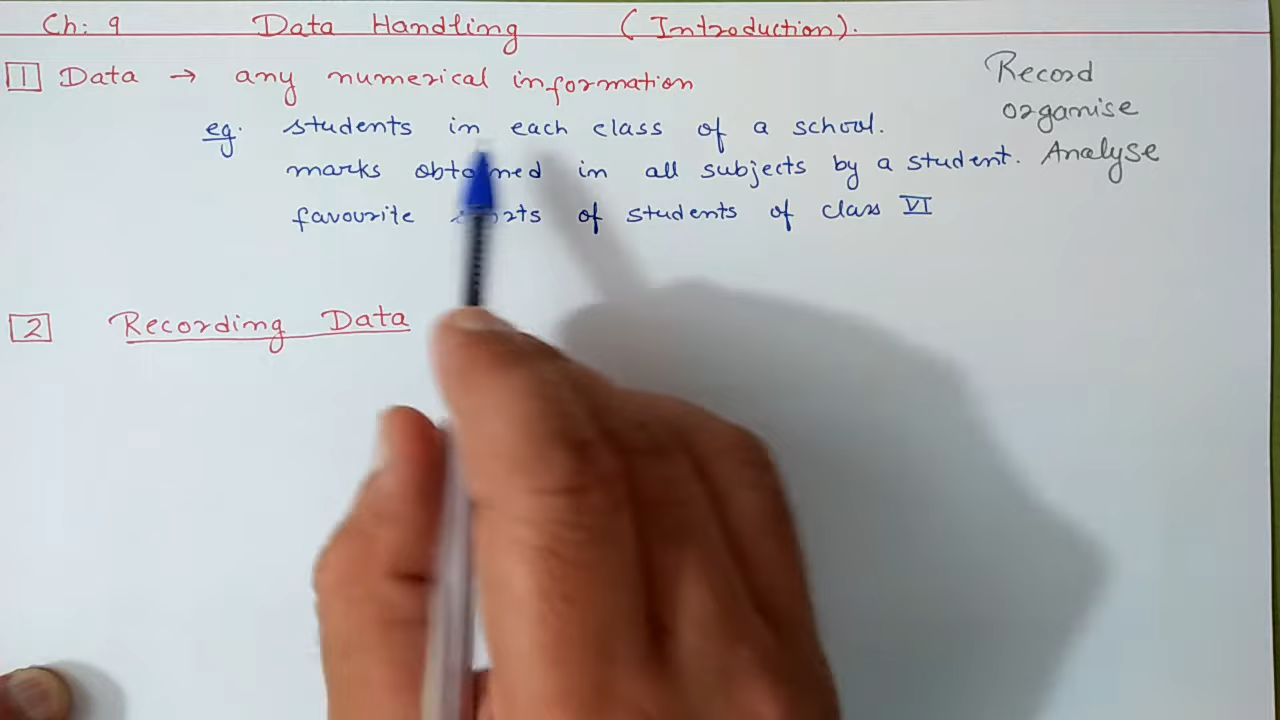 Ch: 9 Data Handling (Introduction).
1 Data → any numerical information
eg. students in each class of a school.
marks obtained in all subjects by a student.
favourite of students of class VI
Record
organise
Analyse
2 Recording Data